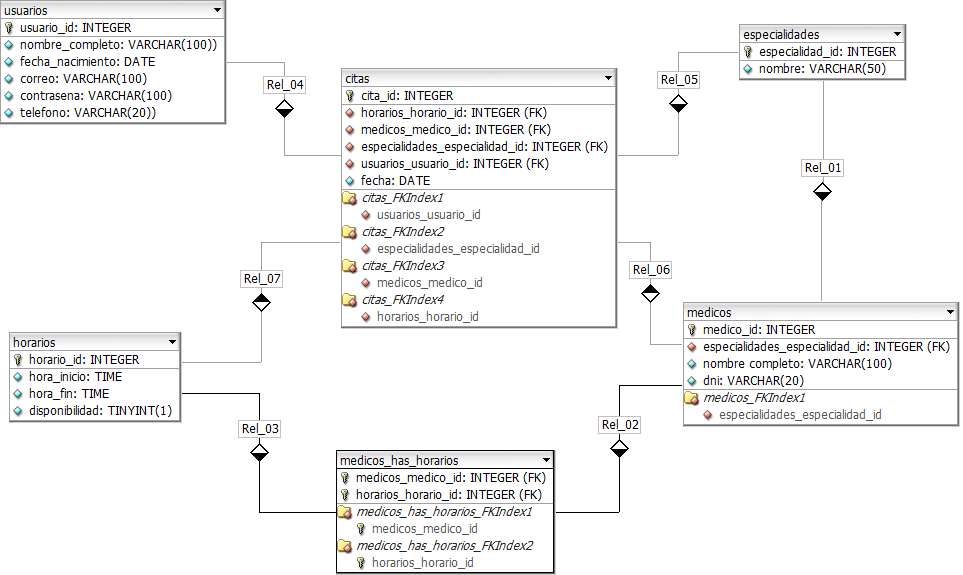 usuarios
usuario_id: INTEGER
nombre_completo: VARCHAR(100))
fecha_nacimiento: DATE
correo: VARCHAR(100)
contrasena: VARCHAR(100)
telefono: VARCHAR(20))
Rel_04
citas
cita_id: INTEGER
horarios_horario_id: INTEGER (FK)
medicos_medico_id: INTEGER (FK)
especialidades_especialidad_id: INTEGER (FK)
usuarios_usuario_id: INTEGER (FK)
fecha: DATE
citas_FKIndex1
usuarios_usuario_id
citas_FKIndex2
especialidades_especialidad_id
citas_FKIndex3
medicos_medico_id
citas_FKIndex4
horarios_horario_id
Rel_05
especialidades
especialidad_id: INTEGER
nombre: VARCHAR(50)
Rel_01
Rel_07
Rel_06
horarios
horario_id: INTEGER
hora_inicio: TIME
hora_fin: TIME
disponibilidad: TINYINT(1)
medicos
medico_id: INTEGER
especialidades_especialidad_id: INTEGER (FK)
nombre completo: VARCHAR(100)
dni: VARCHAR(20)
medicos_FKIndex1
especialidades_especialidad_id
Rel_03
Rel_02
medicos_has_horarios
medicos_medico_id: INTEGER (FK)
horarios_horario_id: INTEGER (FK)
medicos_has_horarios_FKIndex1
medicos_medico_id
medicos_has_horarios_FKIndex2
horarios_horario_id